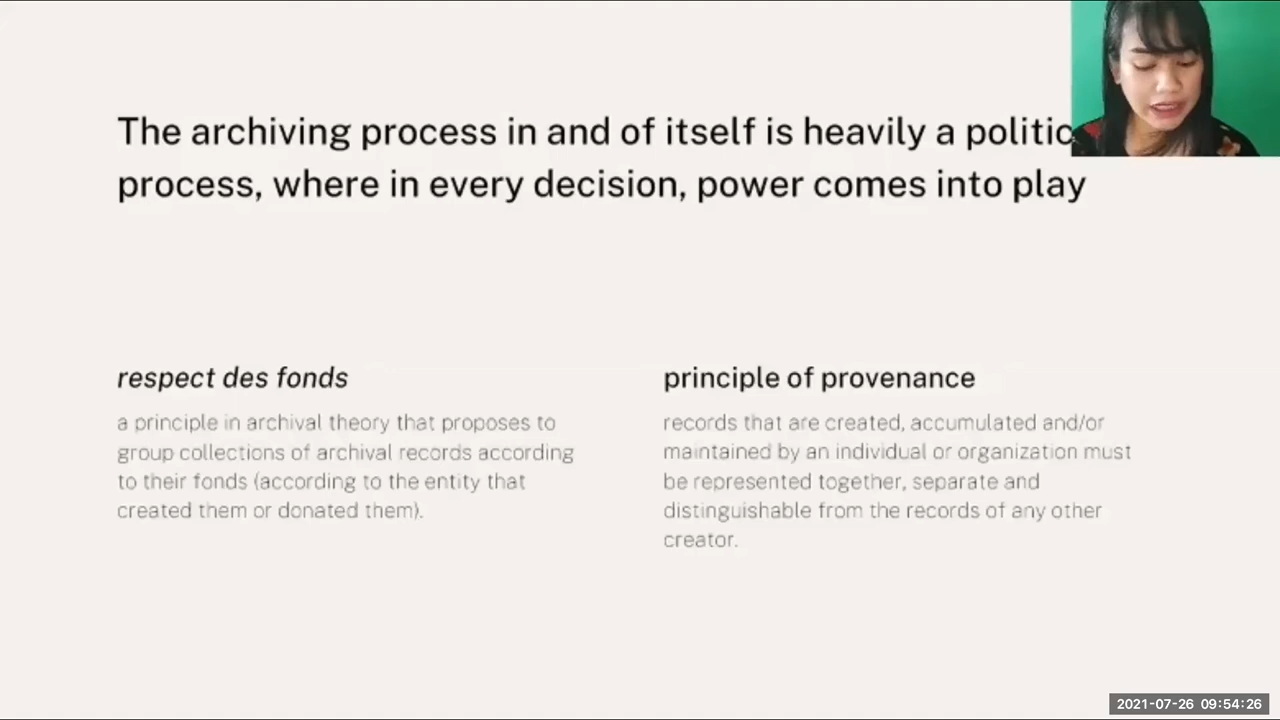 The archiving process in and of itself is heavily a
process, where in every decision, power comes into play
respect des fonds
a principle in archival theory that proposes to
group collections of archival records according
to their fonds (according to the entity that
created them or donated them).
principle of provenance
records that are created, accumulated and/or
maintained by an individual or organization must
be represented together, separate and
distinguishable from the records of any other
creator.
2021-07-26 09:54:26